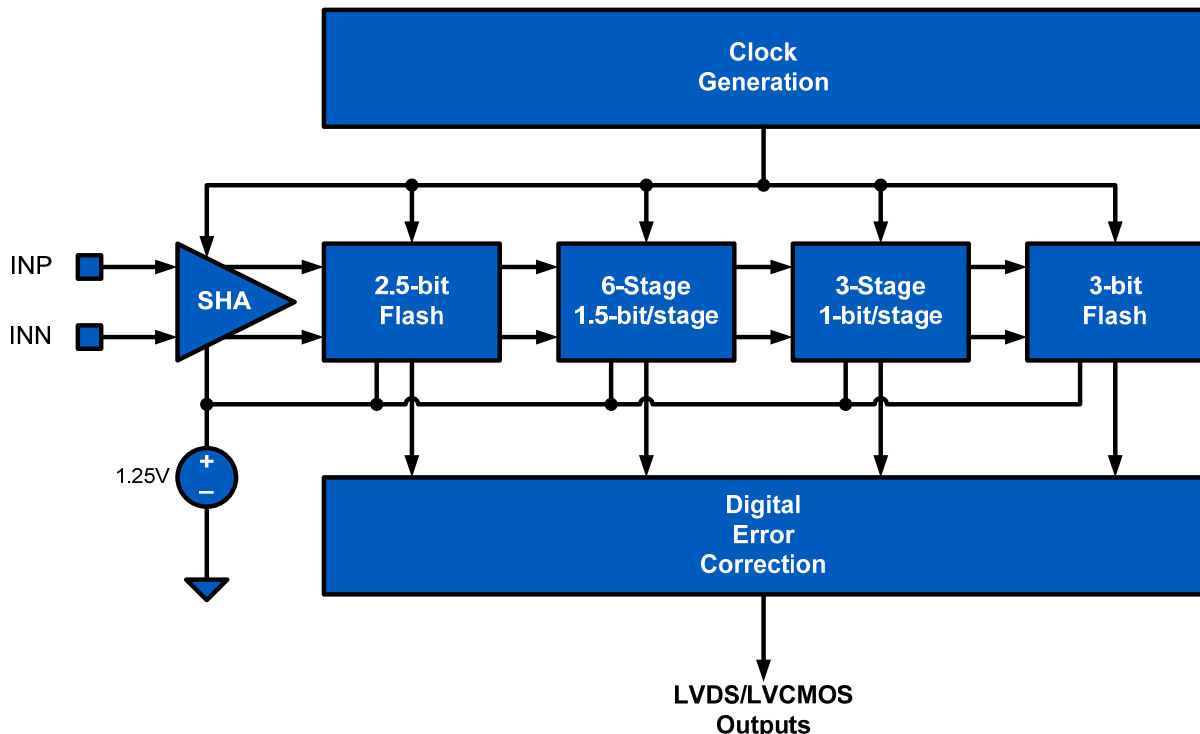 Clock
Generation
INP
INN
SHA
2.5-bit
Flash
6-Stage
1.5-bit/stage
3-Stage
1-bit/stage
3-bit
Flash
1.25V
+
–
Digital
Error
Correction
LVDS/LVCMOS
Outputs